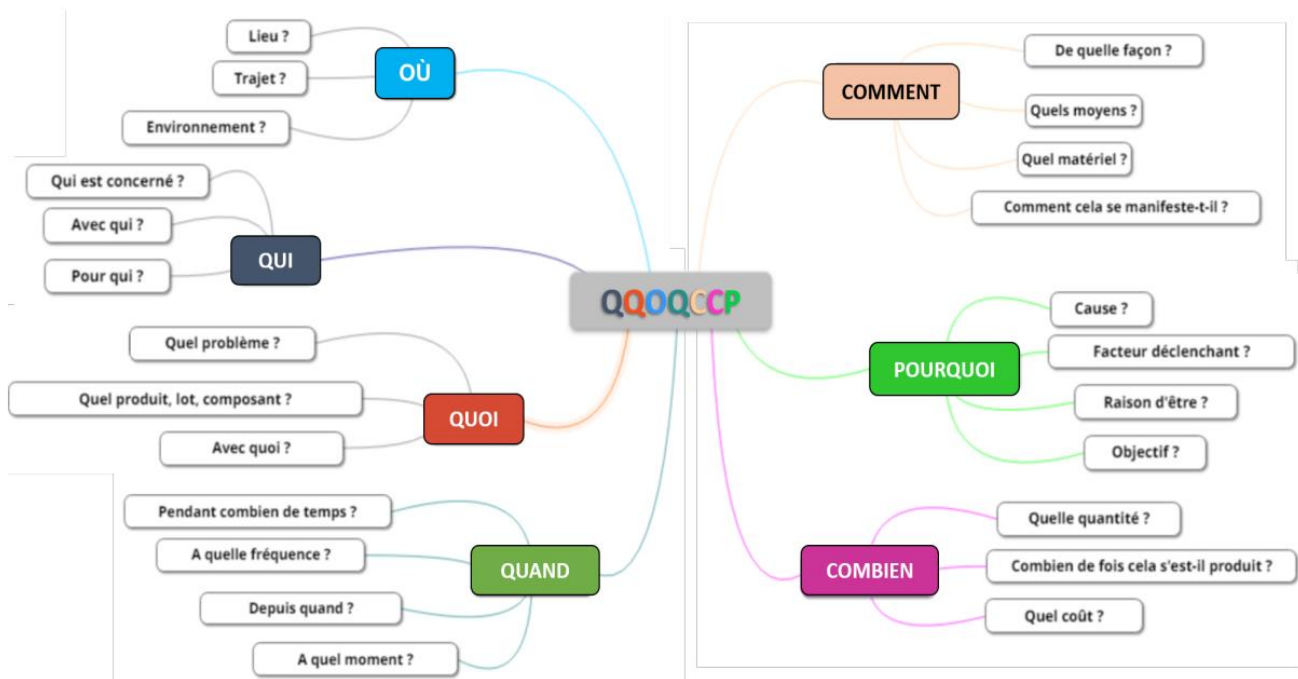 QQOQCCP
OÙ
Lieu ?
Trajet ?
Environnement ?
QUI
Qui est concerné ?
Avec qui ?
Pour qui ?
QUOI
Quel problème ?
Quel produit, lot, composant ?
Avec quoi ?
QUAND
Pendant combien de temps ?
A quelle fréquence ?
Depuis quand ?
A quel moment ?
COMMENT
De quelle façon ?
Quels moyens ?
Quel matériel ?
Comment cela se manifeste-t-il ?
POURQUOI
Cause ?
Facteur déclenchant ?
Raison d'être ?
Objectif ?
COMBIEN
Quelle quantité ?
Combien de fois cela s'est-il produit ?
Quel coût ?